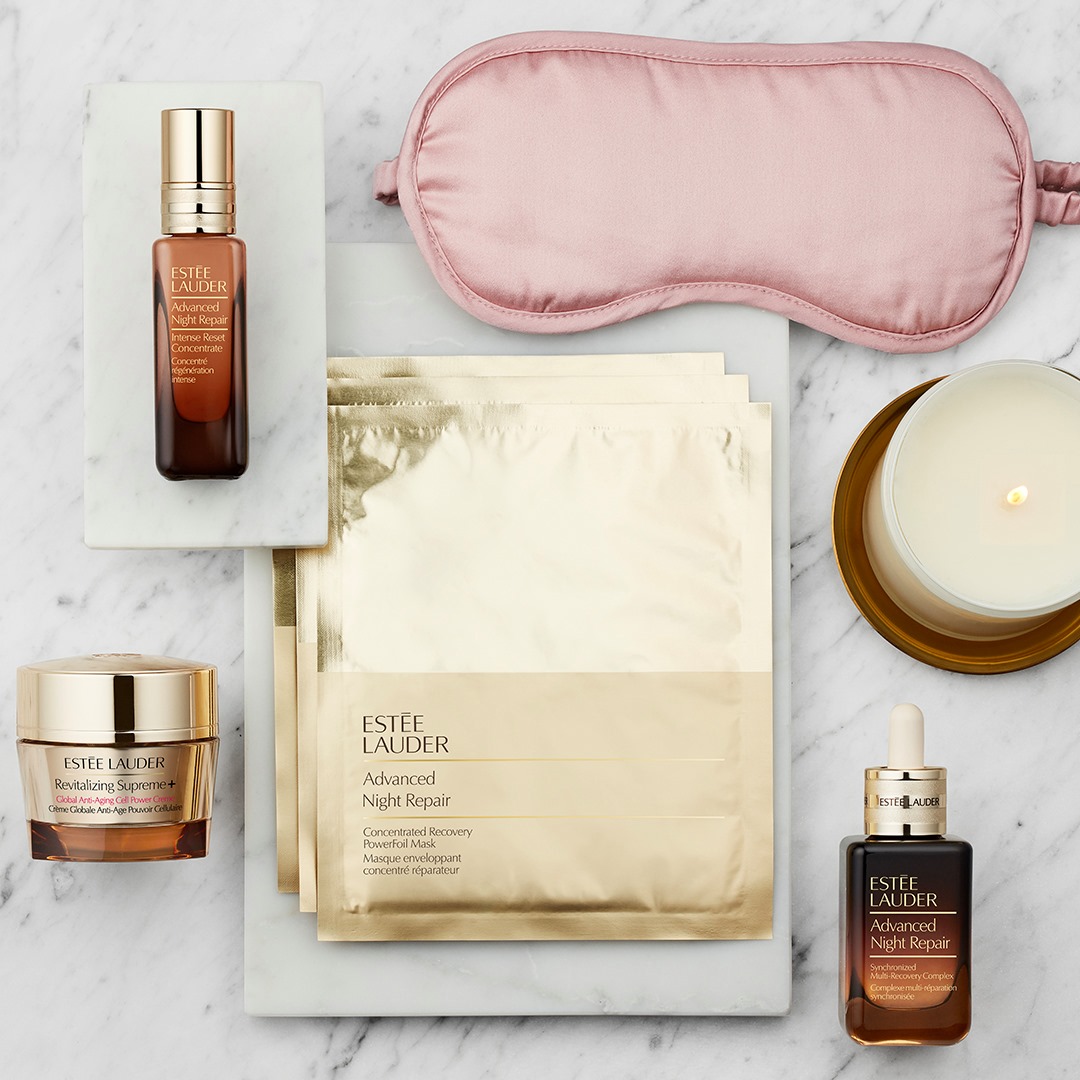 ESTĒE
LAUDER
Advanced
Night Repair
Intense Reset
Concentrate
Concentré
régénération
intense
ESTĒE
LAUDER
Advanced
Night Repair
Concentrated Recovery
PowerFoil Mask
Masque enveloppant
concentré réparateur
ESTĒE LAUDER
Revitalizing Supreme+
Global Anti-Aging Cell Power Creme
Crème Globale Anti-Age Pouvoir Cellulaire
ESTĒE LAUDER
ESTĒE
LAUDER
Advanced
Night Repair
Synchronized
Multi-Recovery Complex
Complexe multi-réparation
synchronisée